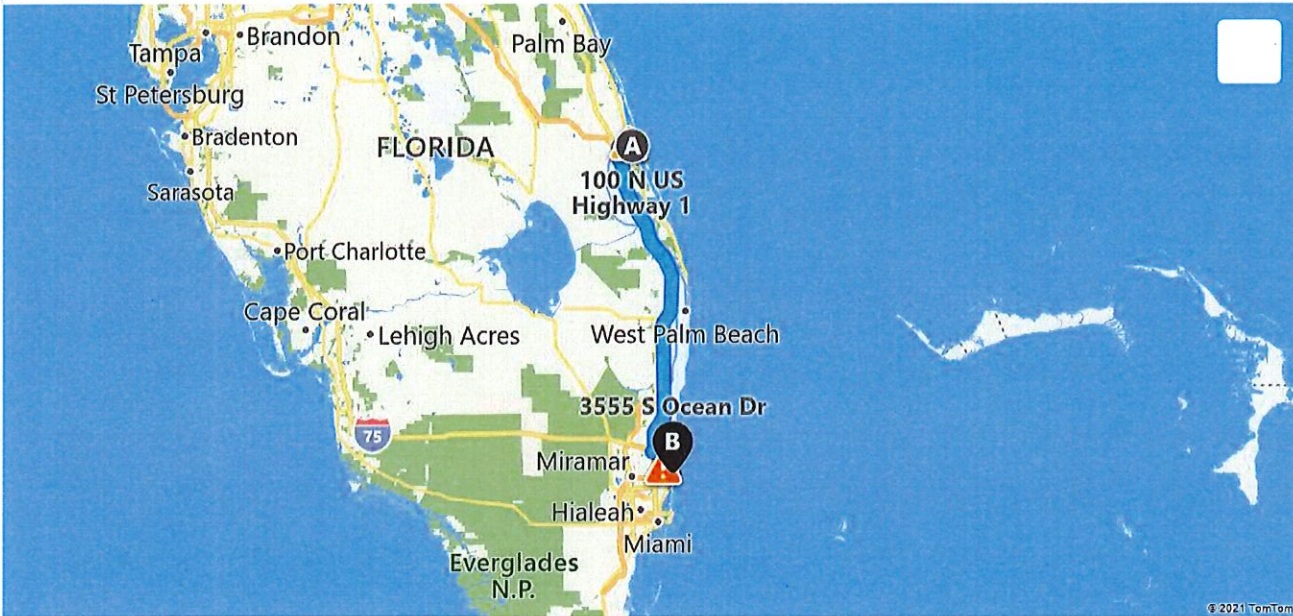 Brandon
Tampa
Palm Bay
St Petersburg
Bradenton
FLORIDA
A
Sarasota
100 N US
Highway 1
Port Charlotte
Cape Coral
Lehigh Acres
West Palm Beach
3555 S Ocean Dr
75
B
Miramar
Hialeah
Miami
Everglades
N.P.
© 2021 TomTom